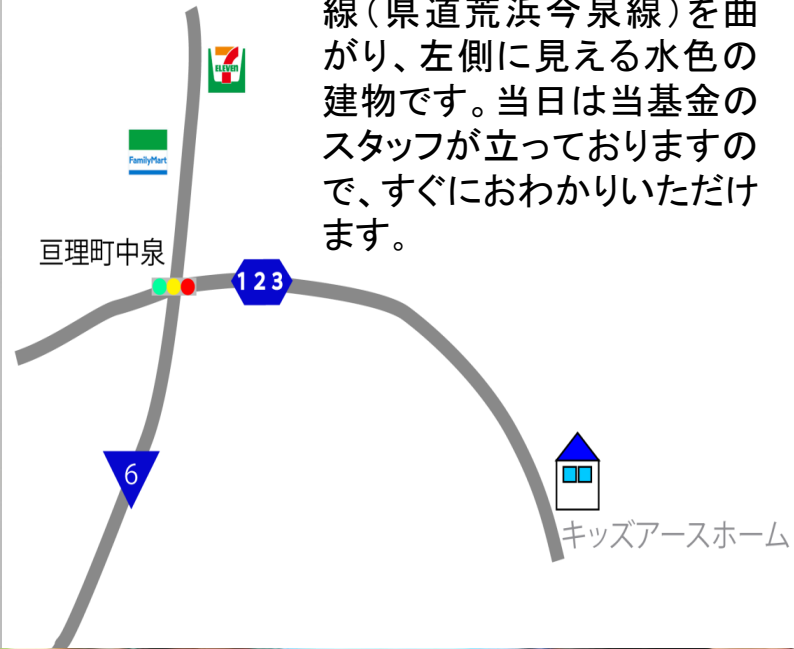 線（県道荒浜今泉線）を曲
がり、左側に見える水色の
建物です。当日は当基金の
スタッフが立っておりますの
で、すぐにおわかりいただけ
ます。
7
ELEVEN
FamilyMart
亘理町中泉
123
6
キッズアースホーム